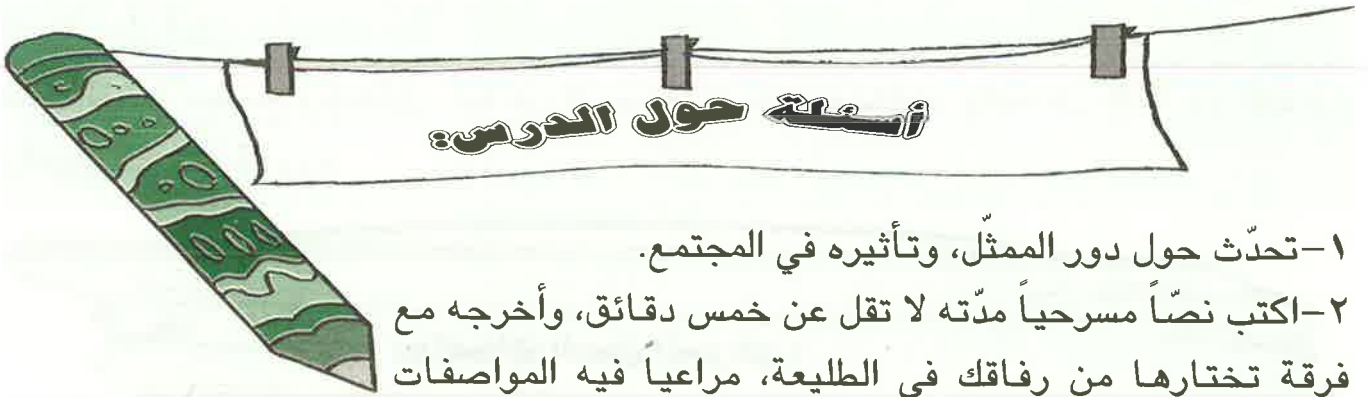 أسئلة حول الدرس:
١-تحدّث حول دور الممثّل، وتأثيره في المجتمع.
٢-اكتب نصّاً مسرحياً مدّته لا تقل عن خمس دقائق، وأخرجه مع
فرقة تختارها من رفاقك في الطليعة، مراعياً فيه المواصفات